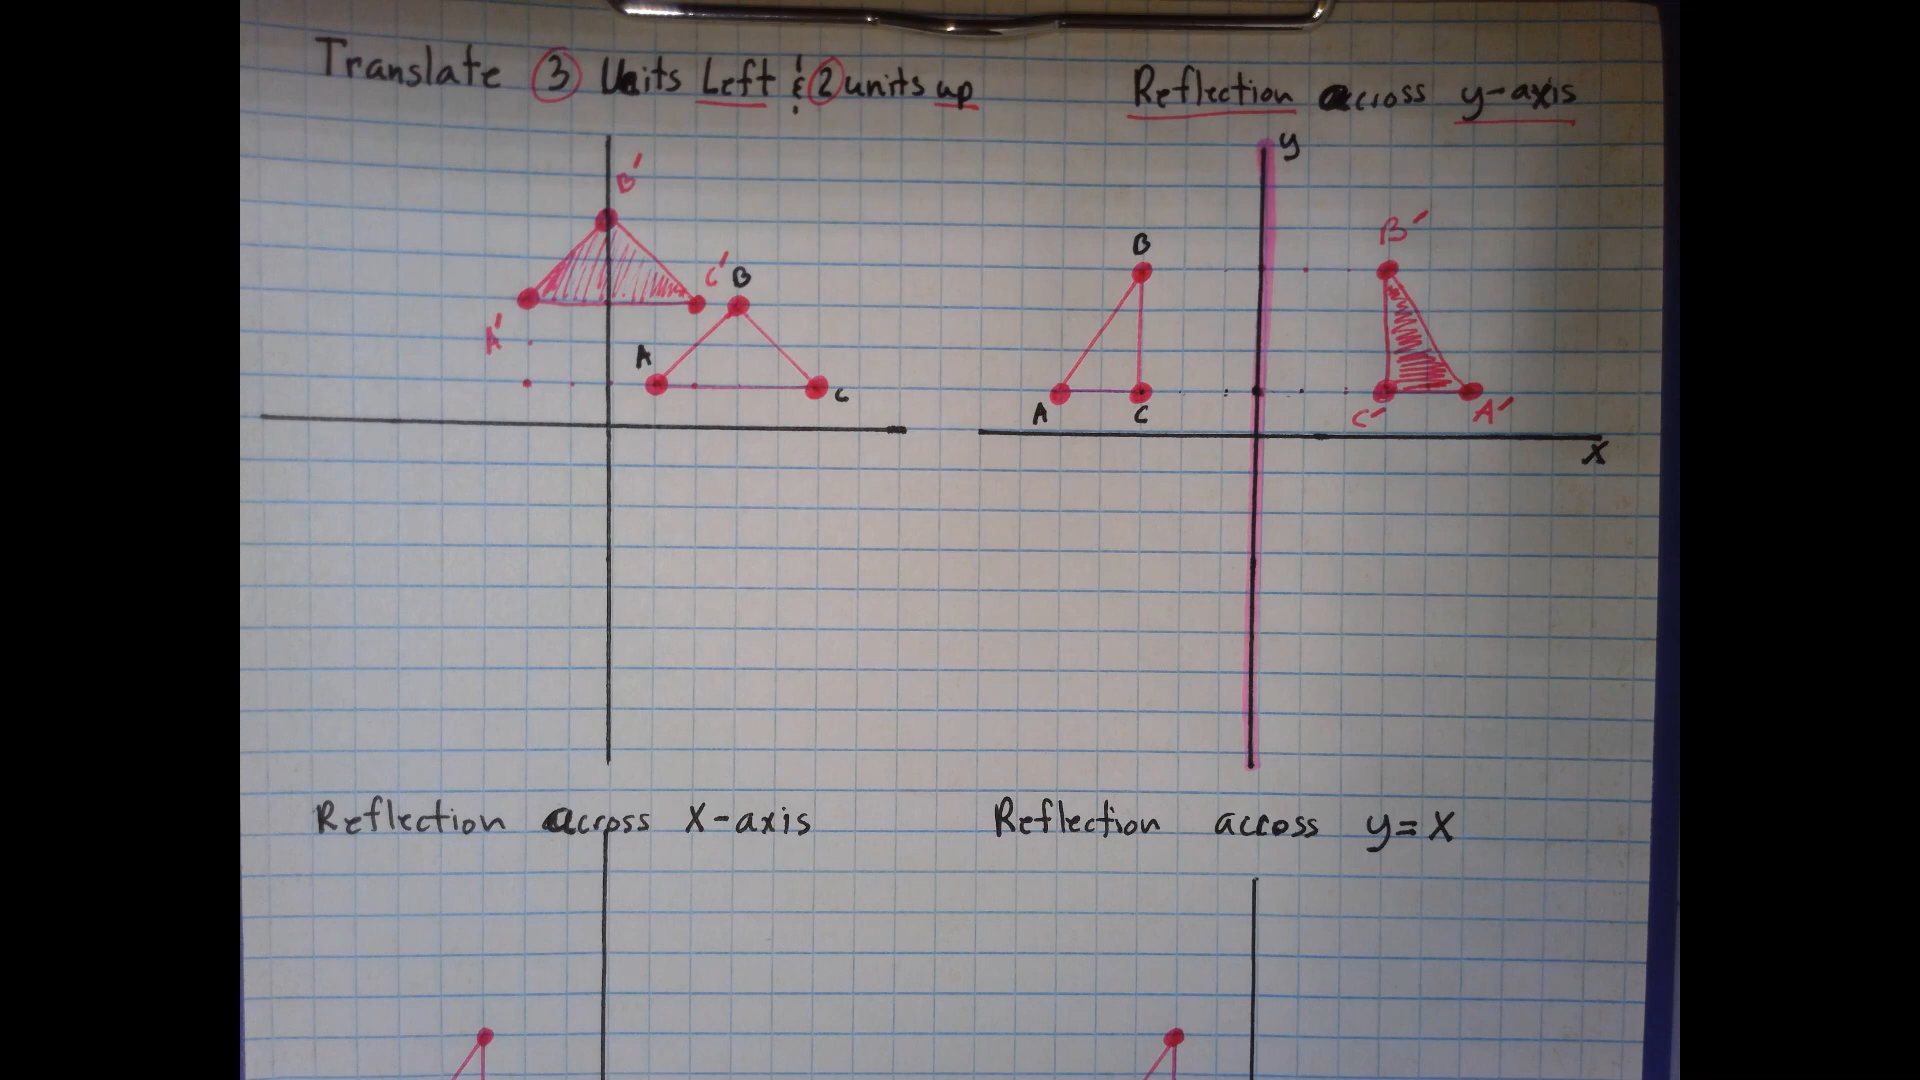 Translate 3 Units Left & 2 units up
Reflection across y-axis
B'
C'
B
A'
A
C
y
B
B'
A
C
C'
A'
x
Reflection across X-axis
Reflection across y=x